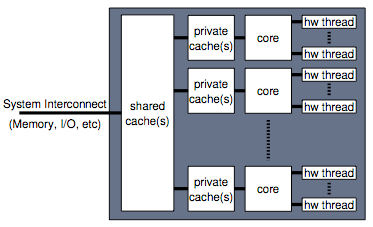 System Interconnect
(Memory, I/O, etc)
shared
cache(s)
private
cache(s)
core
hw thread
hw thread
private
cache(s)
core
hw thread
hw thread
private
cache(s)
core
hw thread
hw thread